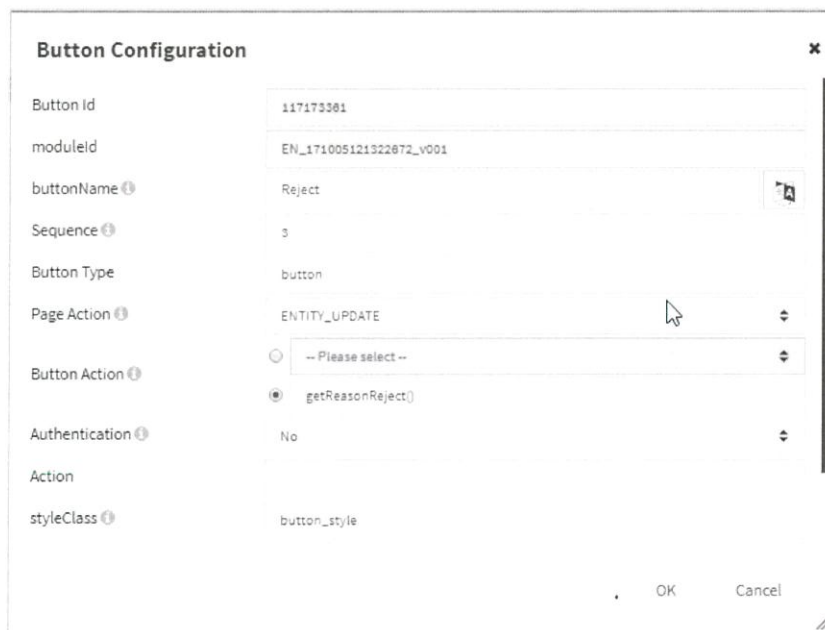 Button Configuration
Button Id
117173361
moduleId
EN_171005121322672_v001
buttonName
Reject
Sequence
3
Button Type
button
Page Action
ENTITY_UPDATE
-- Please select --
Button Action
getReasonReject()
Authentication
No
Action
styleClass
button_style
OK
Cancel